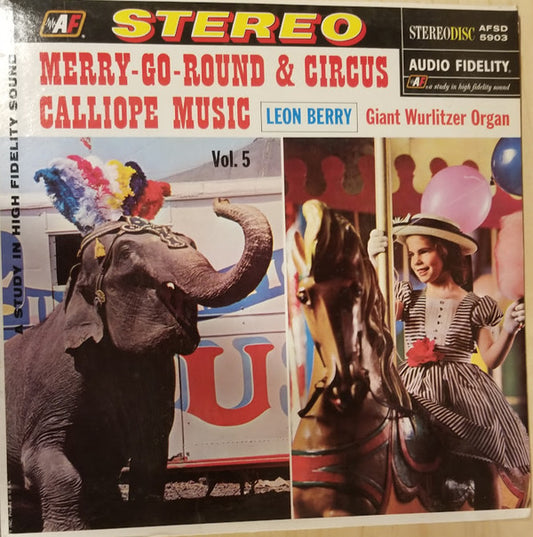 AF
STEREO
STEREODISC AFSD 5903
AUDIO FIDELITY®
AF a study in high fidelity sound
MERRY-GO-ROUND & CIRCUS
CALLIOPE MUSIC
LEON BERRY
Giant Wurlitzer Organ
Vol. 5
A STUDY IN HIGH FIDELITY SOUND
U